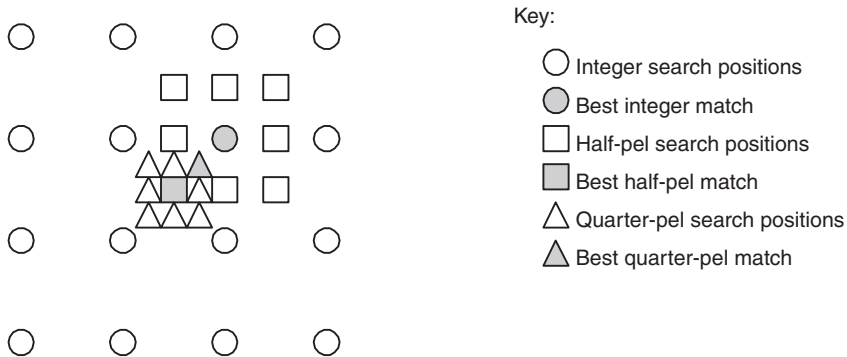 Key:
Integer search positions
Best integer match
Half-pel search positions
Best half-pel match
Quarter-pel search positions
Best quarter-pel match